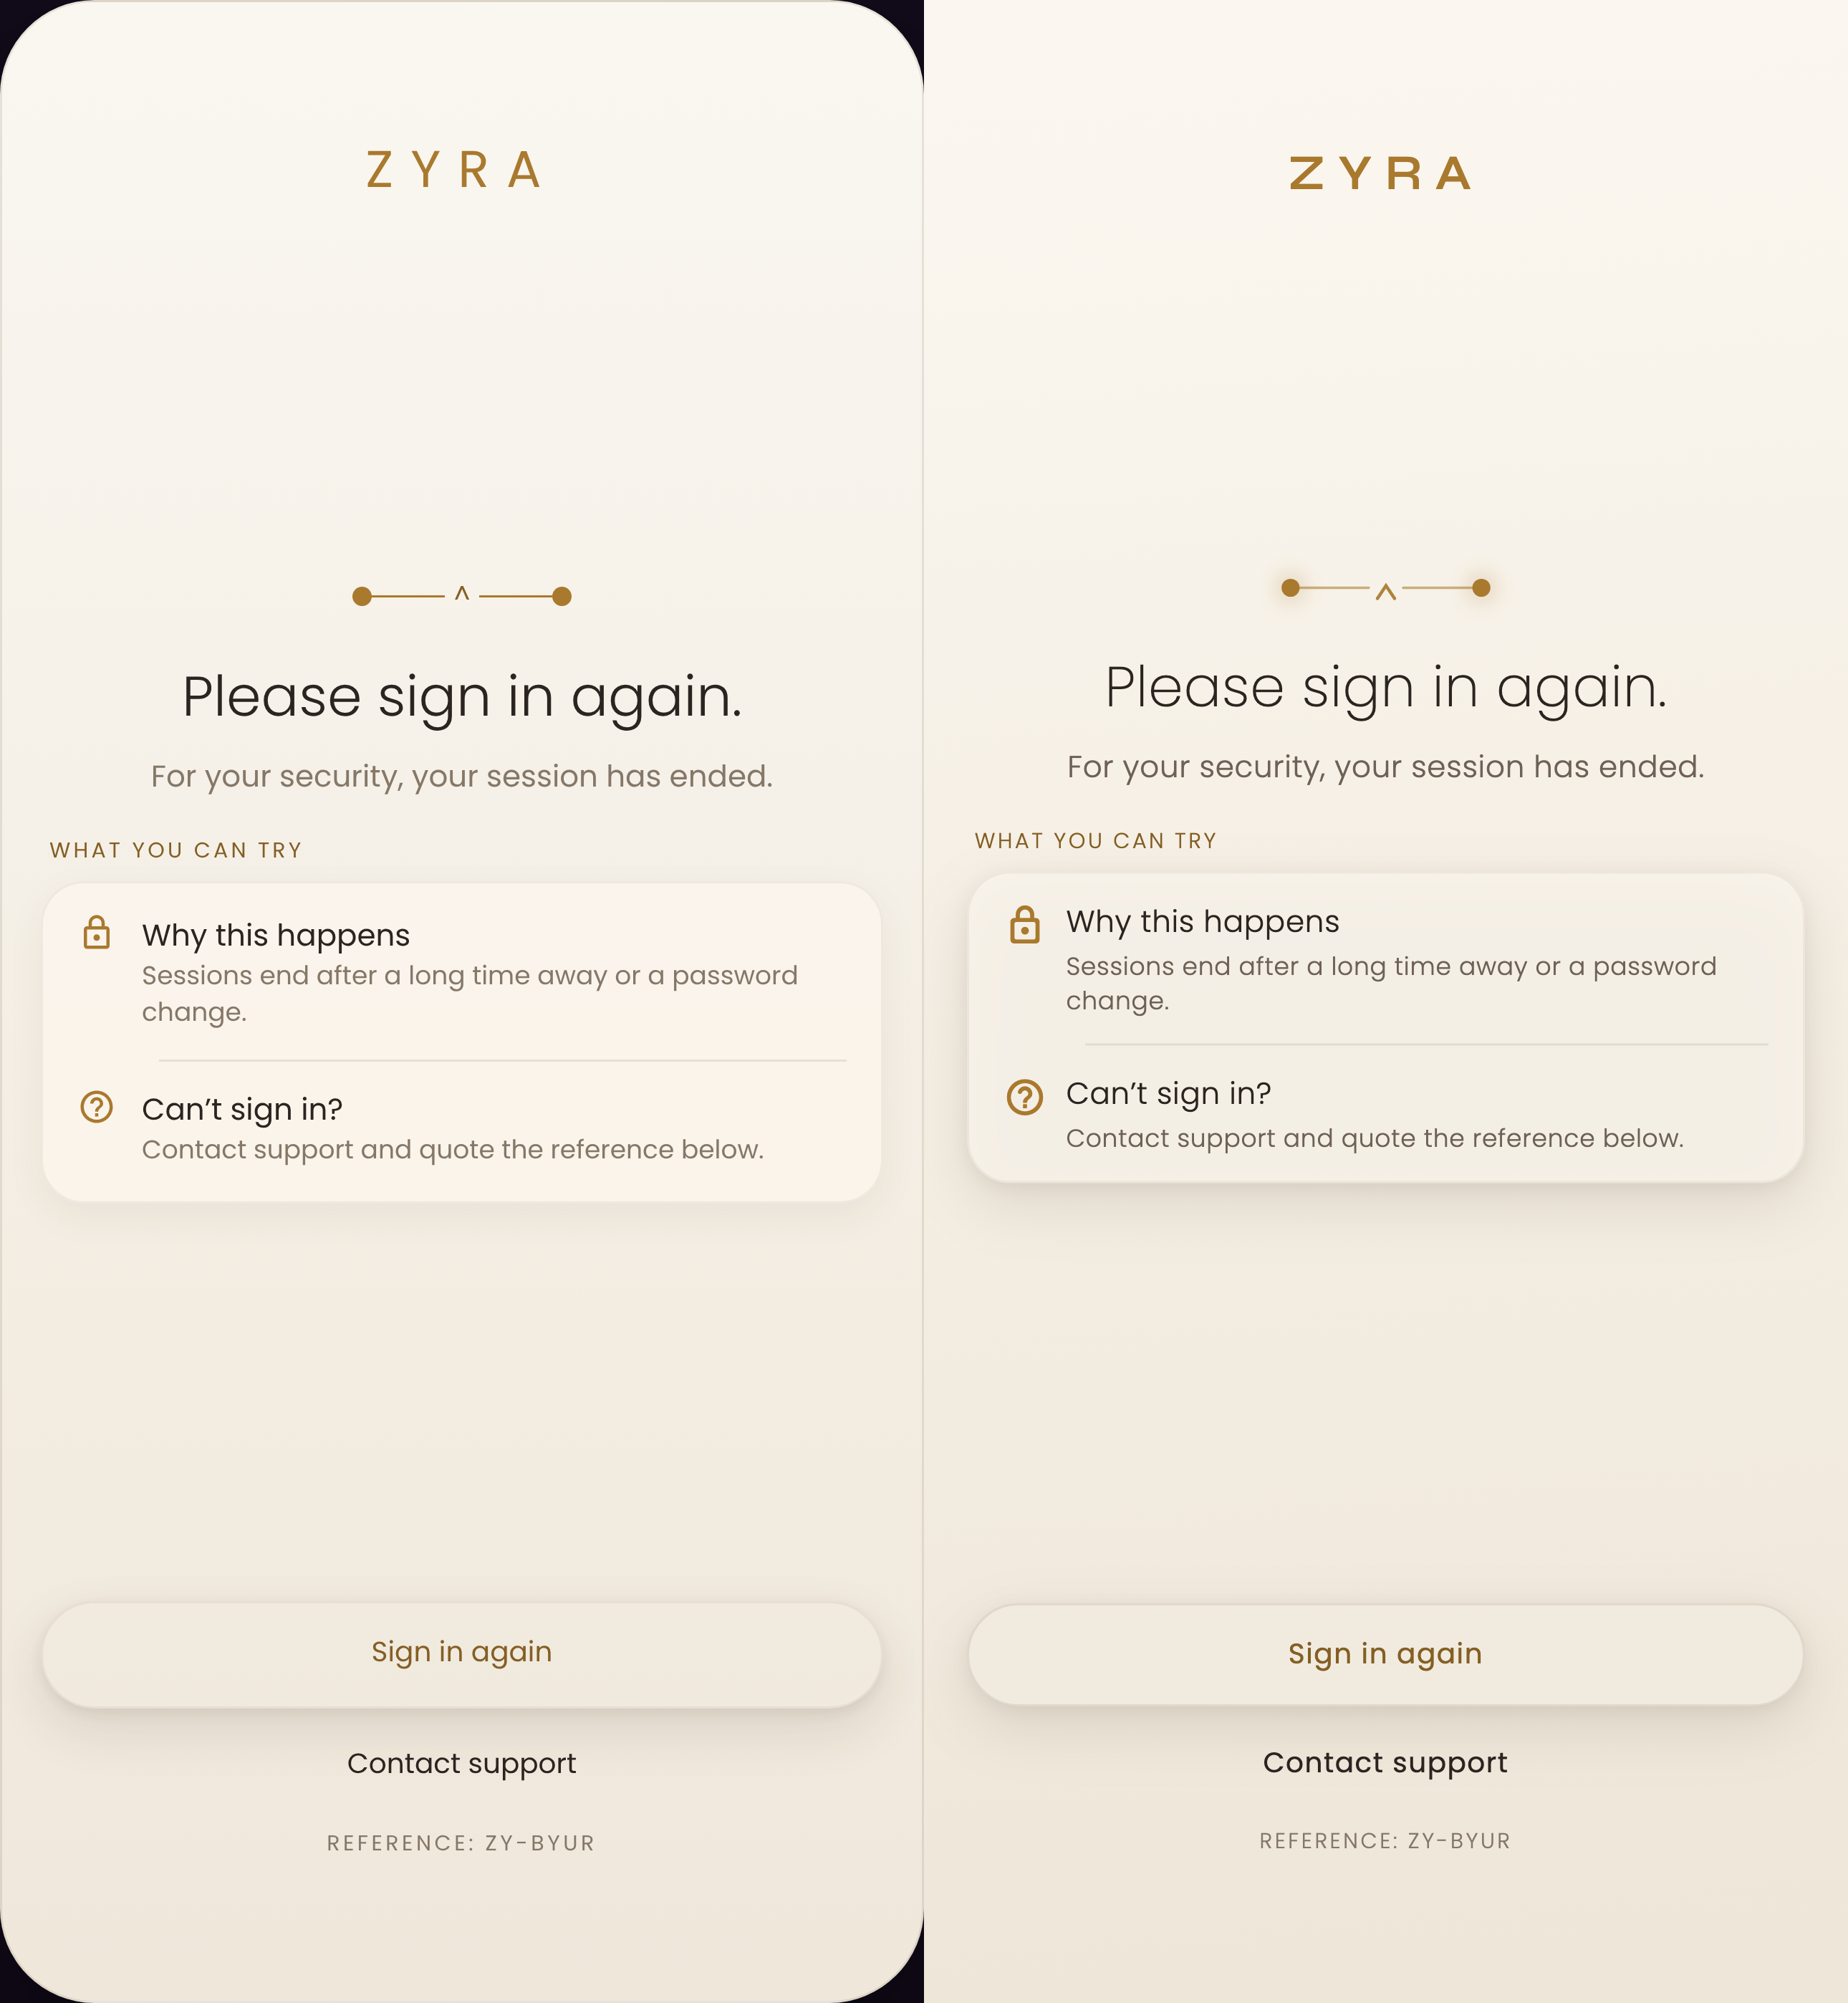 ZYRA
^
Please sign in again.
For your security, your session has ended.
WHAT YOU CAN TRY
Why this happens
Sessions end after a long time away or a password
change.
Can’t sign in?
Contact support and quote the reference below.
Sign in again
Contact support
REFERENCE: ZY-BYUR
ZYRA
Please sign in again.
For your security, your session has ended.
WHAT YOU CAN TRY
Why this happens
Sessions end after a long time away or a password
change.
Can’t sign in?
Contact support and quote the reference below.
Sign in again
Contact support
REFERENCE: ZY-BYUR